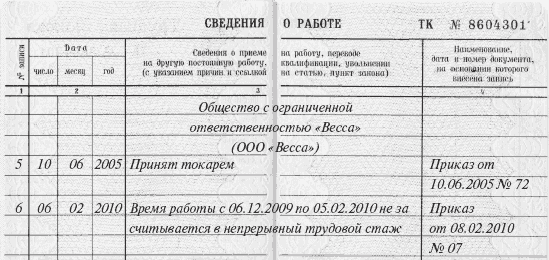 СВЕДЕНИЯ О РАБОТЕ ТК № 8604301
№ записи
Дата
число месяц год
Сведения о приеме на работу, переводе
на другую постоянную работу, квалификации, увольнении
(с указанием причин и ссылкой на статью, пункт закона)
Наименование,
дата и номер документа,
на основании которого
внесена запись
1 2 3 4
Общество с ограниченной
ответственностью «Весса»
(ООО «Весса»)
5 10 06 2005 Принят токарем Приказ от
10.06.2005 № 72
6 06 02 2010 Время работы с 06.12.2009 по 05.02.2010 не за Приказ
считывается в непрерывный трудовой стаж от 08.02.2010
№ 07